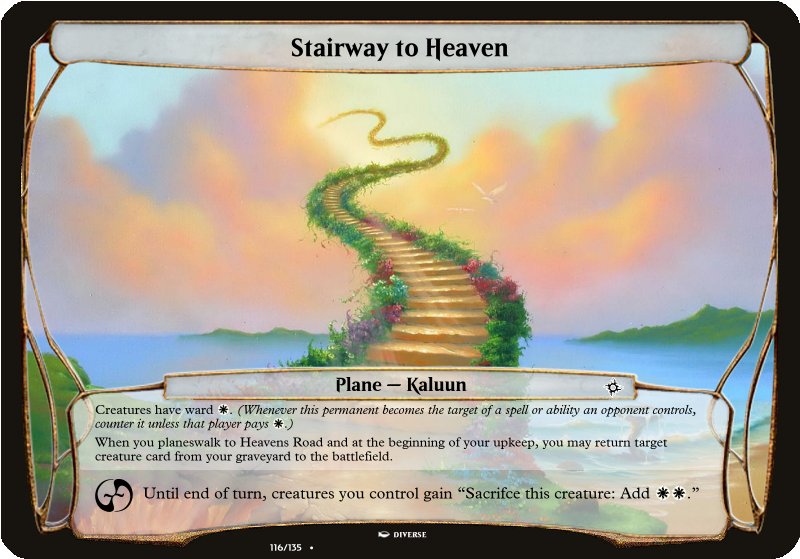 Stairway to Heaven
Plane — Kaluun
Creatures have ward ☀. (Whenever this permanent becomes the target of a spell or ability an opponent controls,
counter it unless that player pays ☀.)
When you planeswalk to Heavens Road and at the beginning of your upkeep, you may return target
creature card from your graveyard to the battlefield.
Until end of turn, creatures you control gain “Sacrifce this creature: Add ☀☀.”
DIVERSE
116/135 •